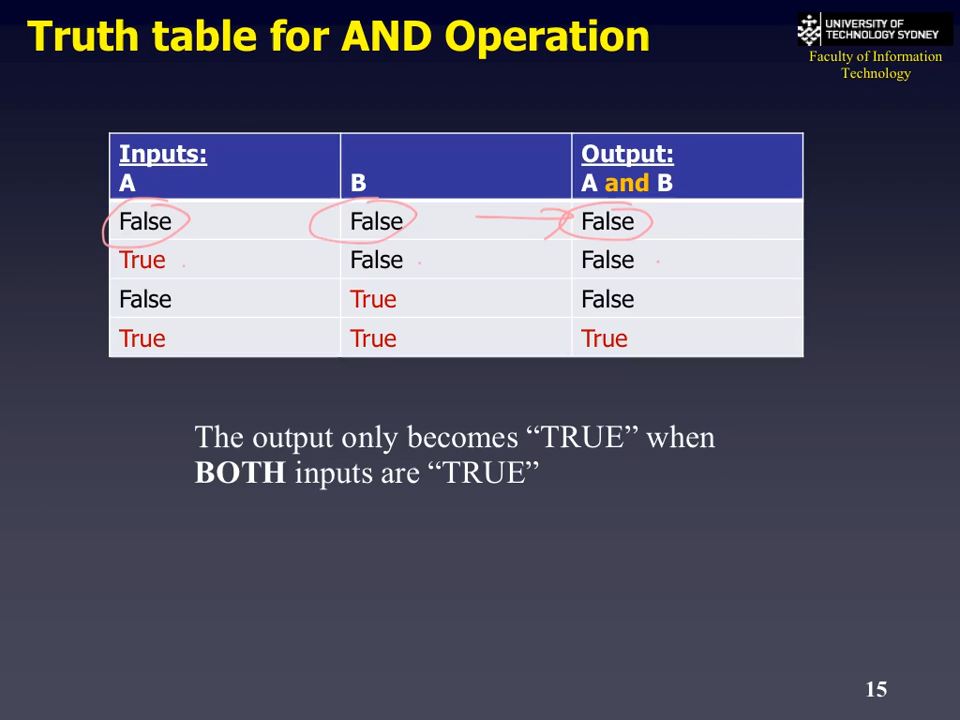 Truth table for AND Operation
UNIVERSITY OF
TECHNOLOGY SYDNEY
Faculty of Information
Technology
Inputs: Output:
A B A and B
False False False
True False False
False True False
True True True
The output only becomes “TRUE” when
BOTH inputs are “TRUE”
15